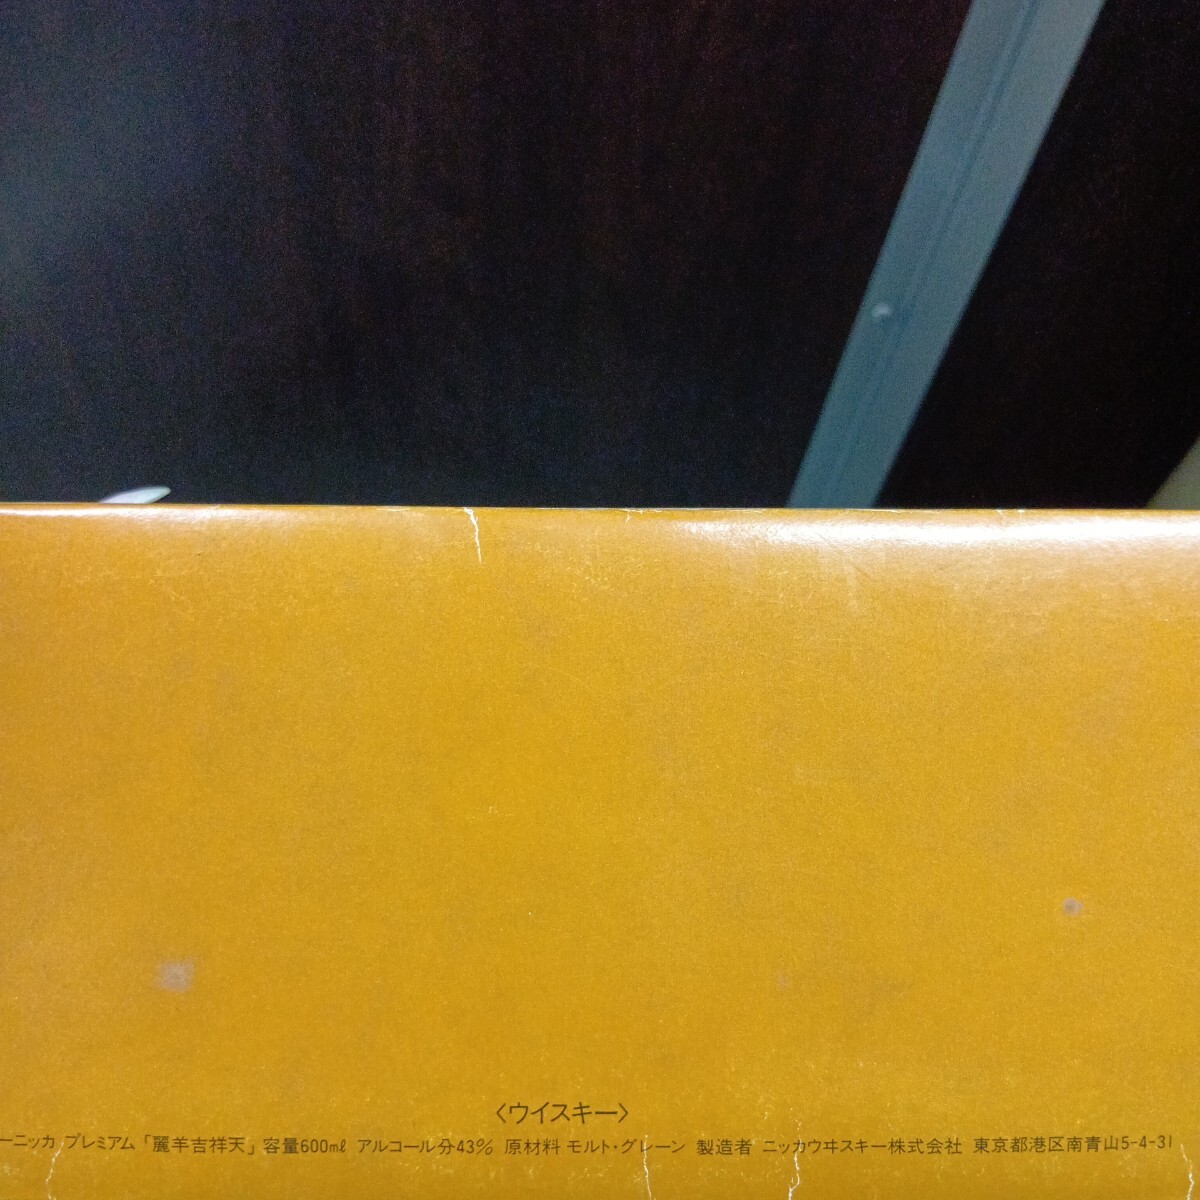 〈ウイスキー〉
ーニッカ プレミアム「麗羊吉祥天」容量600㎖ アルコール分43% 原材料 モルト・グレーン 製造者 ニッカウヰスキー株式会社 東京都港区南青山5-4-31